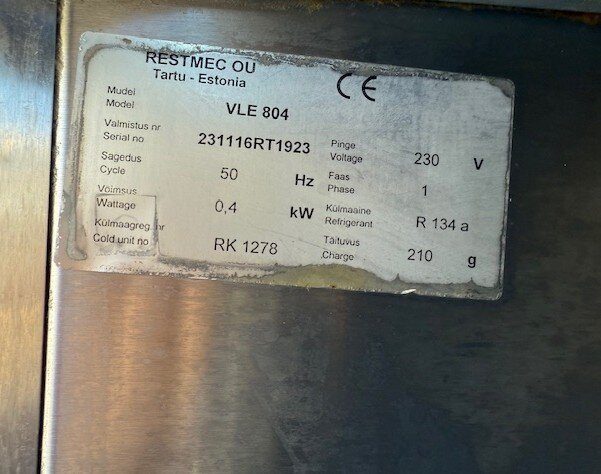 RESTMEC OU
Tartu - Estonia
CE
Mudel
Model
VLE 804
Valmistus nr
Serial no
231116RT1923
Pinge
Voltage
230 V
Sagedus
Cycle
50 Hz
Faas
Phase
1
Võimsus
Wattage
0,4 kW
Külmaaine
Refrigerant
R 134 a
Külmaagreg. nr
Cold unit no
RK 1278
Täituvus
Charge
210 g